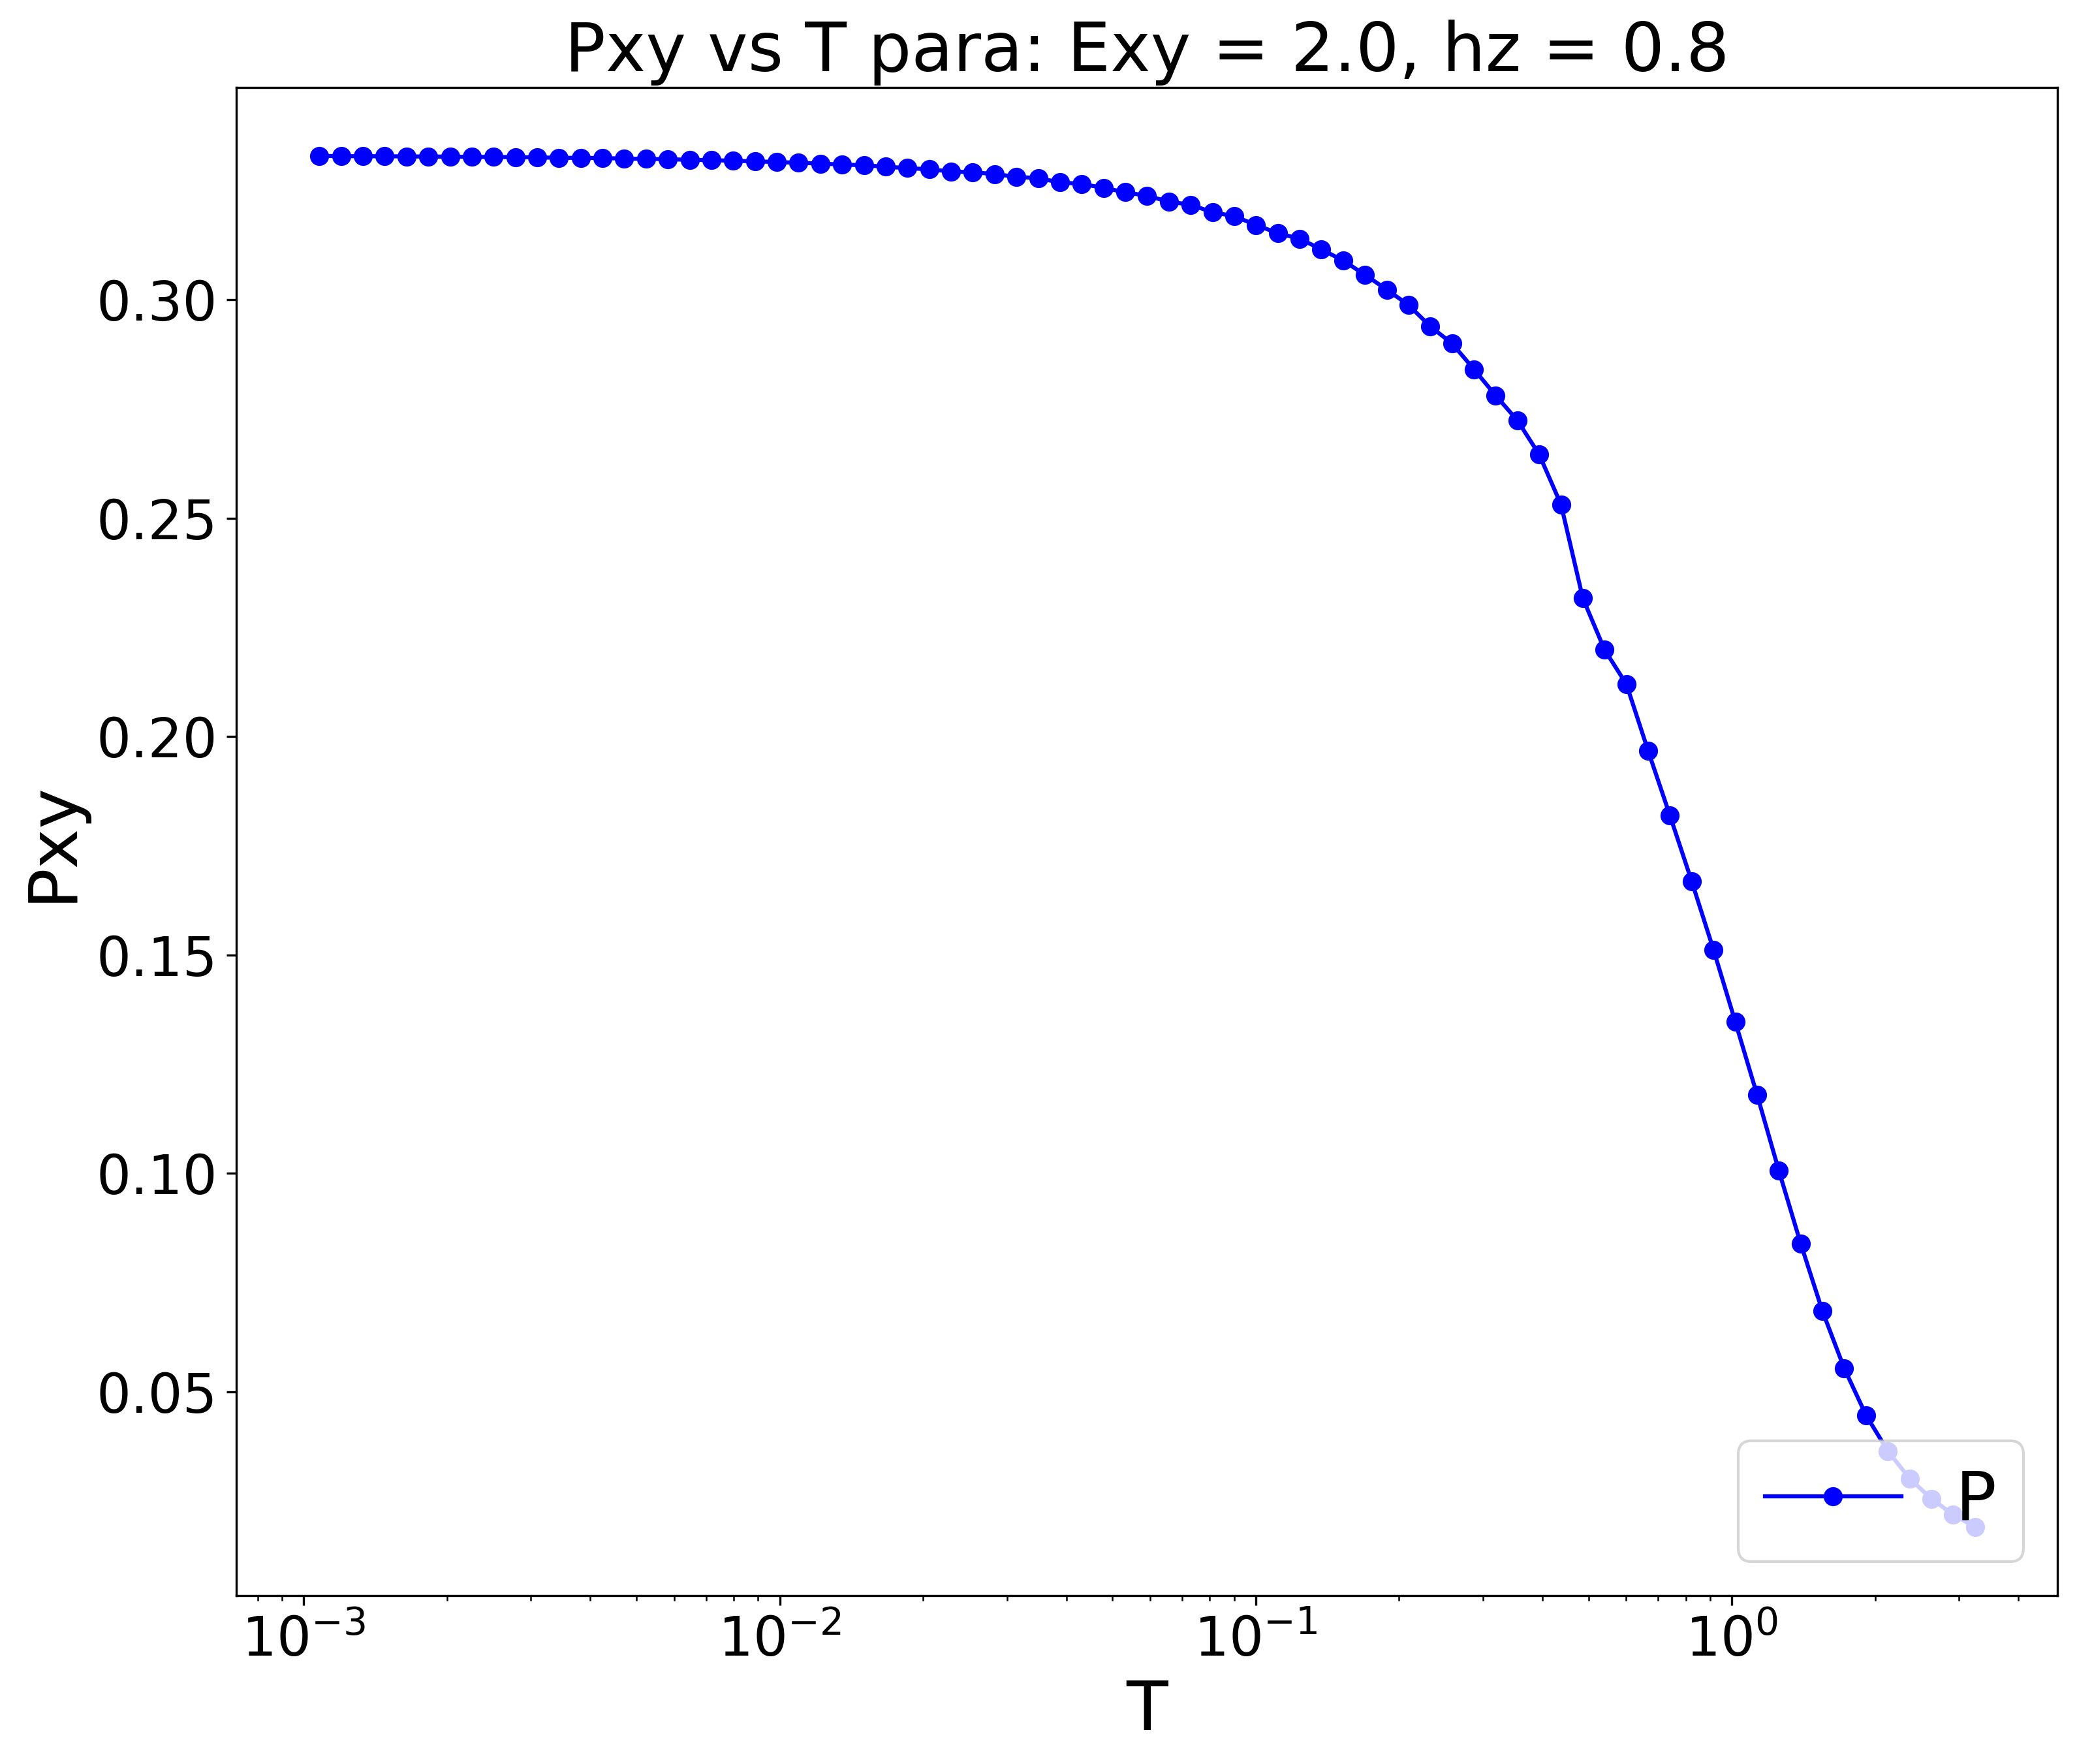 Pxy vs T para: Exy = 2.0, hz = 0.8
Pxy
0.30
0.25
0.20
0.15
0.10
0.05
P
10⁻³ 10⁻² 10⁻¹ 10⁰
T